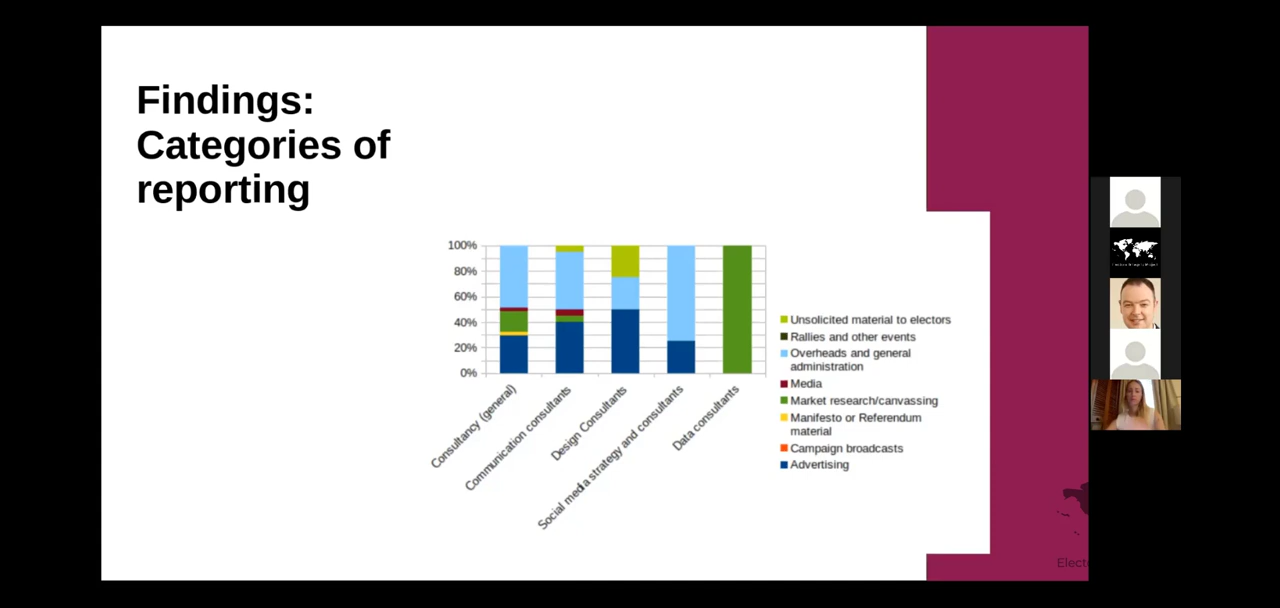 Findings:
Categories of
reporting
100%
80%
60%
40%
20%
0%
Consultancy (general)
Communication consultants
Design Consultants
Social media strategy and consultants
Data consultants
Unsolicited material to electors
Rallies and other events
Overheads and general
administration
Media
Market research/canvassing
Manifesto or Referendum
material
Campaign broadcasts
Advertising